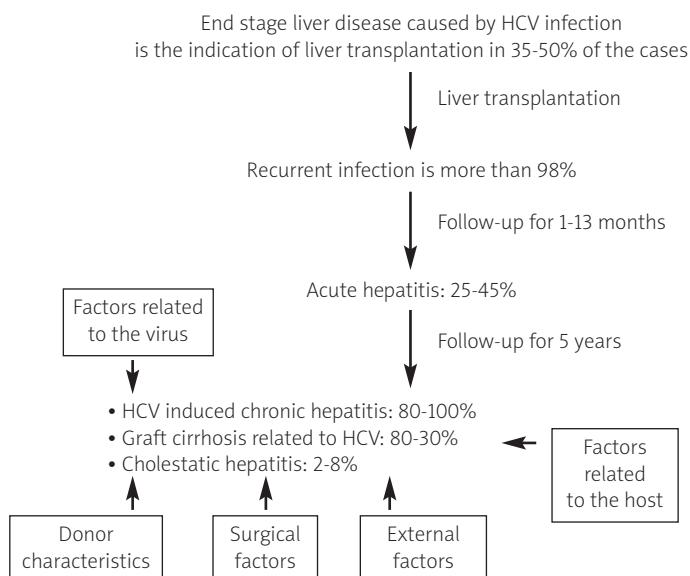 End stage liver disease caused by HCV infection
is the indication of liver transplantation in 35-50% of the cases
Liver transplantation
Recurrent infection is more than 98%
Follow-up for 1-13 months
Acute hepatitis: 25-45%
Factors related
to the virus
Follow-up for 5 years
• HCV induced chronic hepatitis: 80-100%
• Graft cirrhosis related to HCV: 80-30%
• Cholestatic hepatitis: 2-8%
Factors
related
to the host
Donor
characteristics
Surgical
factors
External
factors